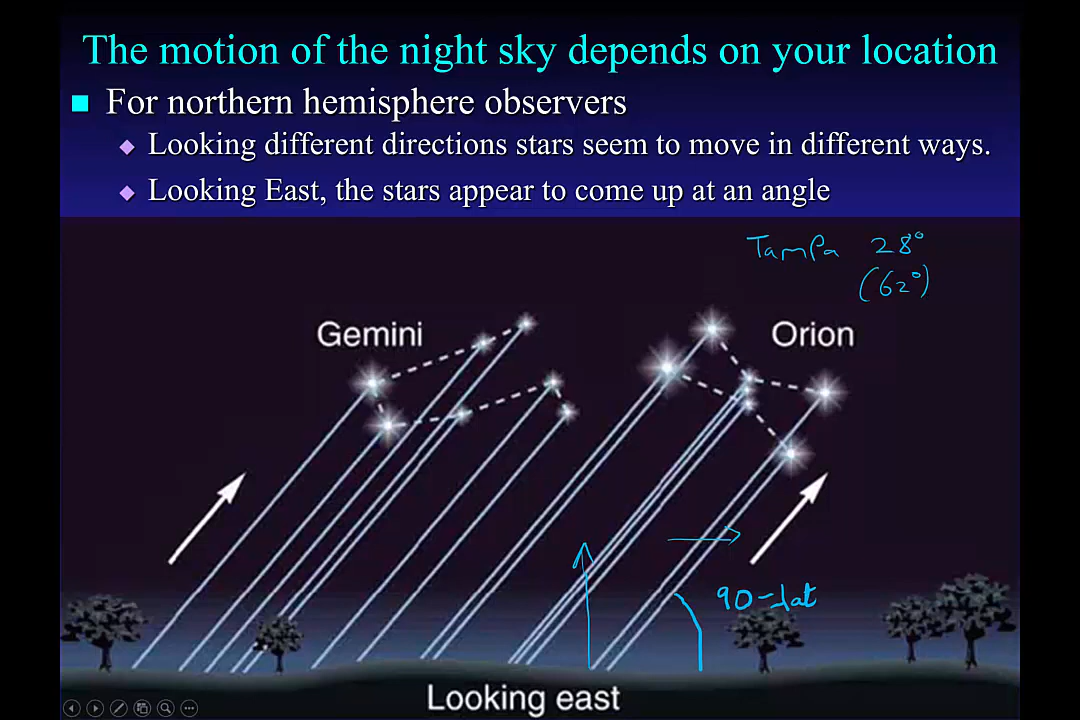 The motion of the night sky depends on your location
For northern hemisphere observers
Looking different directions stars seem to move in different ways.
Looking East, the stars appear to come up at an angle
Tampa 28°
(62°)
Gemini
Orion
90-lat
Looking east